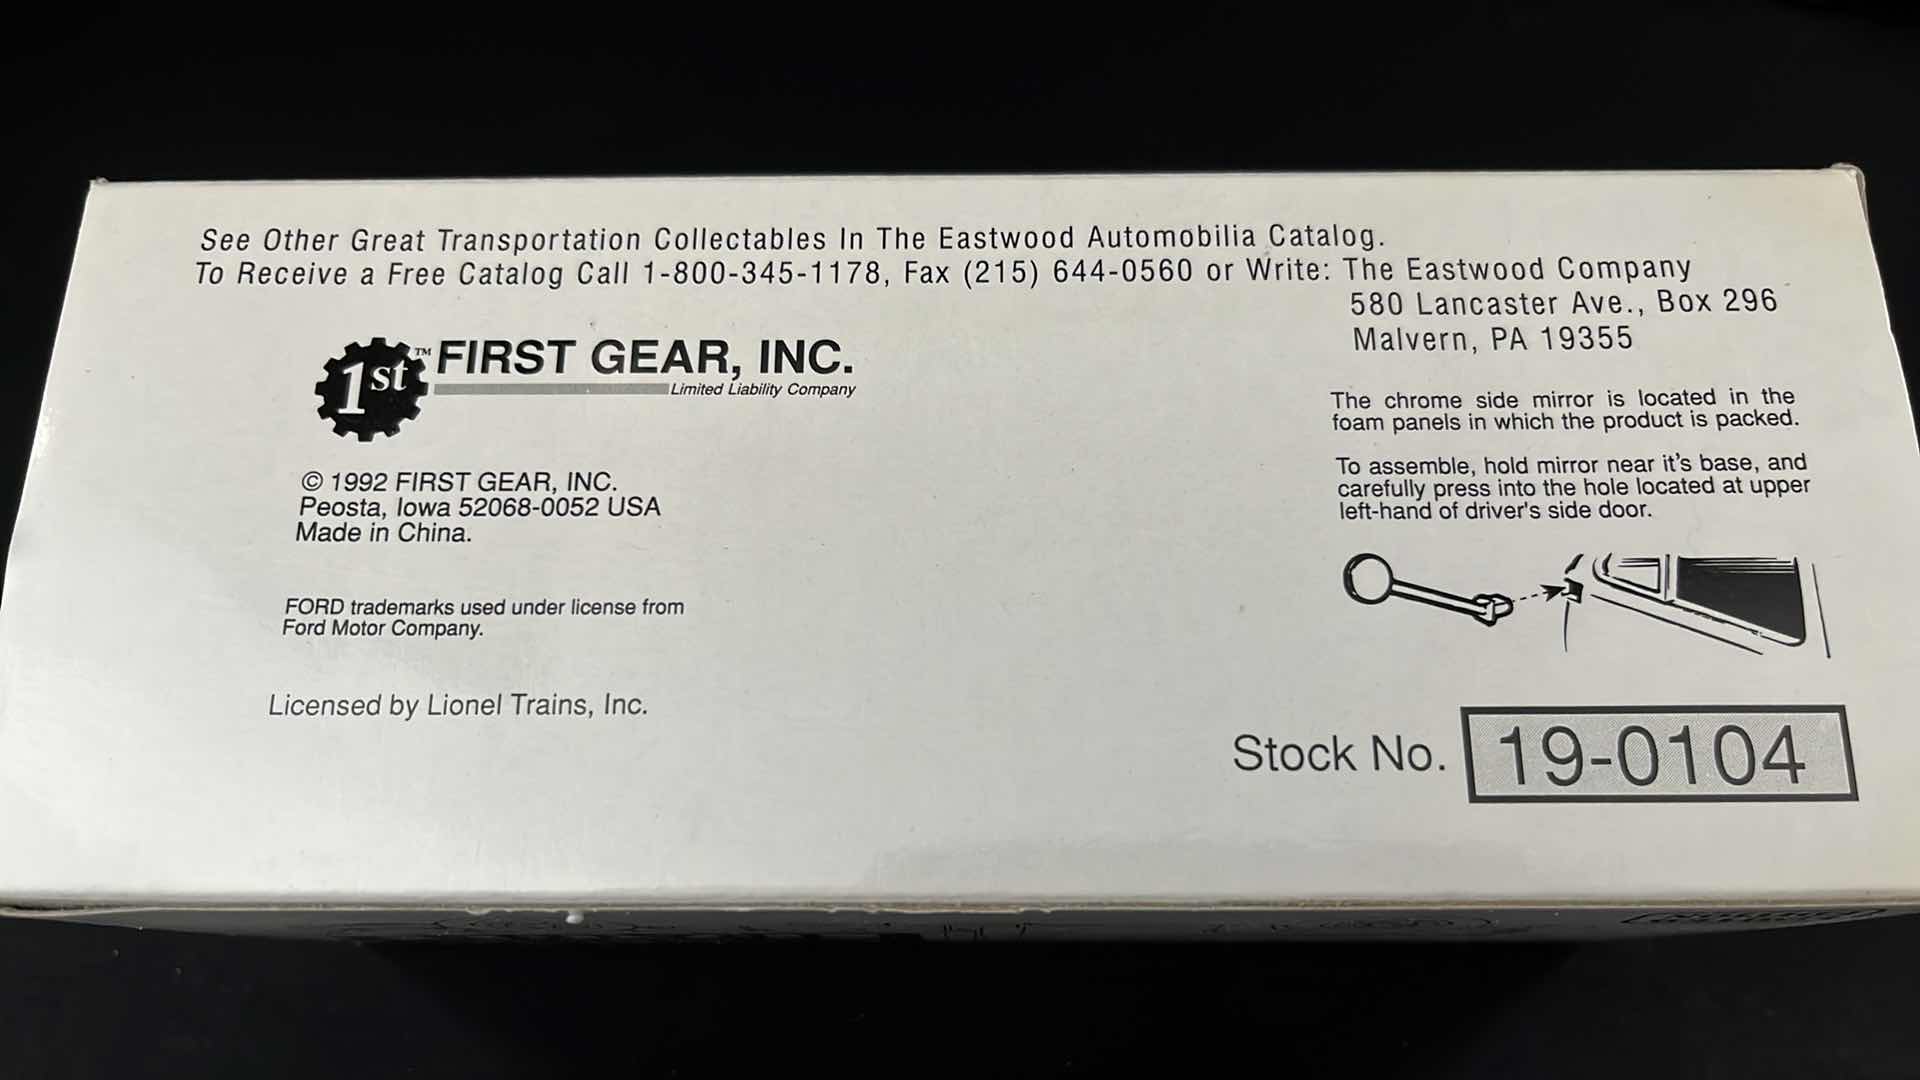 See Other Great Transportation Collectables In The Eastwood Automobilia Catalog.
To Receive a Free Catalog Call 1-800-345-1178, Fax (215) 644-0560 or Write: The Eastwood Company
580 Lancaster Ave., Box 296
Malvern, PA 19355
1st™ FIRST GEAR, INC.
Limited Liability Company
© 1992 FIRST GEAR, INC.
Peosta, Iowa 52068-0052 USA
Made in China.
FORD trademarks used under license from
Ford Motor Company.
Licensed by Lionel Trains, Inc.
The chrome side mirror is located in the
foam panels in which the product is packed.
To assemble, hold mirror near it's base, and
carefully press into the hole located at upper
left-hand of driver's side door.
Stock No. 19-0104